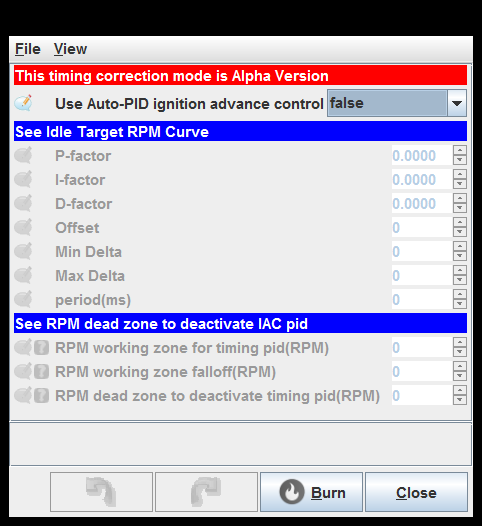 File View
This timing correction mode is Alpha Version
Use Auto-PID ignition advance control false
See Idle Target RPM Curve
P-factor 0.0000
I-factor 0.0000
D-factor 0.0000
Offset 0
Min Delta 0
Max Delta 0
period(ms) 0
See RPM dead zone to deactivate IAC pid
? RPM working zone for timing pid(RPM) 0
? RPM working zone falloff(RPM) 0
? RPM dead zone to deactivate timing pid(RPM) 0
Burn Close